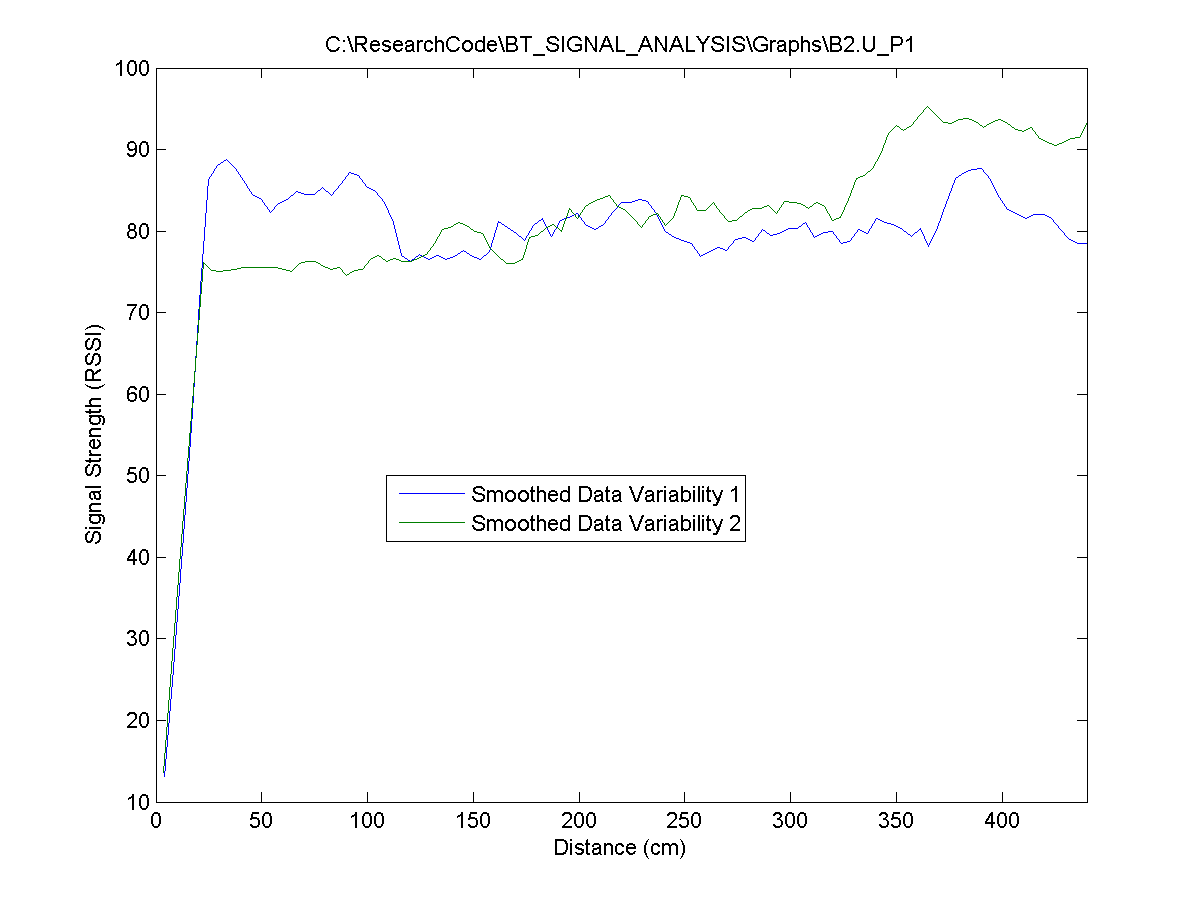 C:\ResearchCode\BT_SIGNAL_ANALYSIS\Graphs\B2.U_P1
100
90
80
70
60
50
40
30
20
10
Signal Strength (RSSI)
Smoothed Data Variability 1
Smoothed Data Variability 2
0 50 100 150 200 250 300 350 400
Distance (cm)